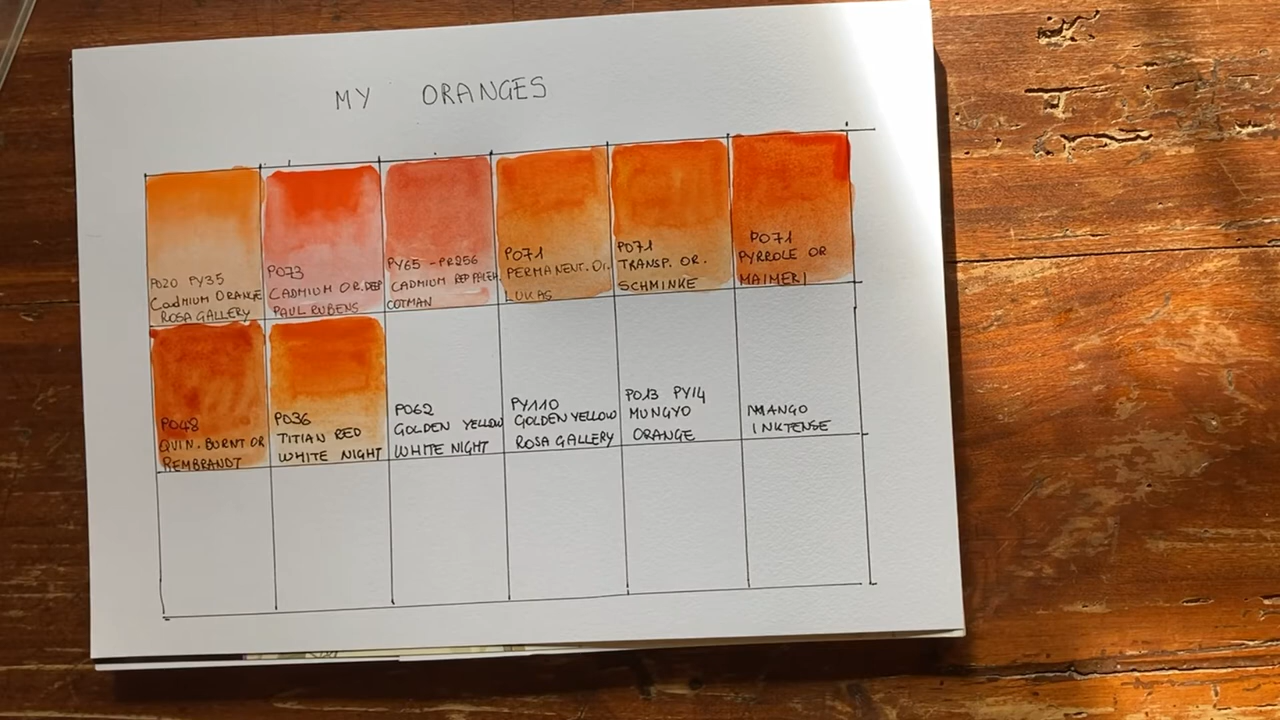 MY ORANGES
PO20 PY35
CADMIUM ORANGE
ROSA GALLERY
PO73
CADMIUM OR. DEEP
PAUL RUBENS
PY65 - PR256
CADMIUM RED
COTMAN
PO71
PERMANENT. OR.
LUKAS
PO71
TRANSP. OR.
SCHMINKE
PO71
PYRROLE OR
MAIMERI
PO48
QUIN. BURNT OR
REMBRANDT
PO36
TITIAN RED
WHITE NIGHT
PO62
GOLDEN YELLOW
WHITE NIGHT
PY110
GOLDEN YELLOW
ROSA GALLERY
PO13 PY14
MUNGYO
ORANGE
MANGO
INKTENSE